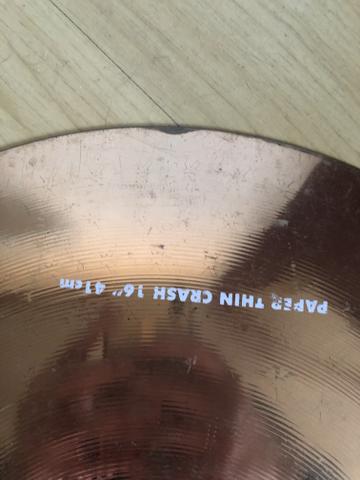 PAPER THIN CRASH 16" 41cm